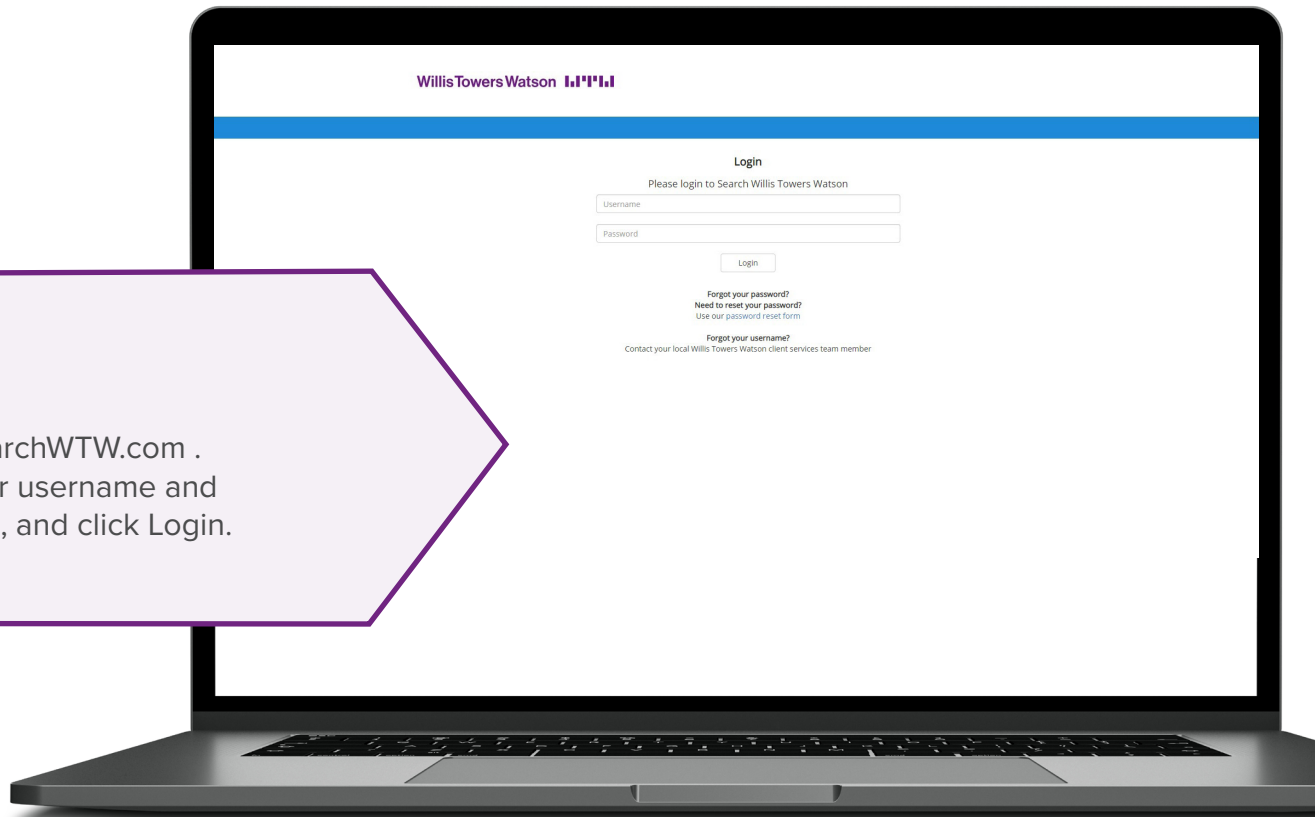 WillisTowersWatson
Login
Please login to Search Willis Towers Watson
Username
Password
Login
Forgot your password?
Need to reset your password?
Use our password reset form
Forgot your username?
Contact your local Willis Towers Watson client services team member
archWTW.com .
r username and
, and click Login.